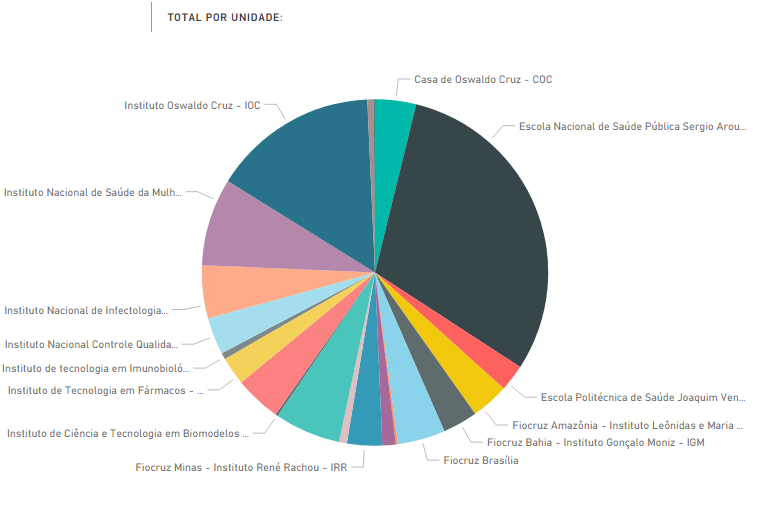 TOTAL POR UNIDADE:
Casa de Oswaldo Cruz - COC
Instituto Oswaldo Cruz - IOC
Escola Nacional de Saúde Pública Sergio Arou...
Instituto Nacional de Saúde da Mulh...
Instituto Nacional de Infectologia...
Instituto Nacional Controle Qualida...
Instituto de tecnologia em Imunobioló...
Instituto de Tecnologia em Fármacos - ...
Escola Politécnica de Saúde Joaquim Ven...
Fiocruz Amazônia - Instituto Leônidas e Maria ...
Instituto de Ciência e Tecnologia em Biomodelos ...
Fiocruz Bahia - Instituto Gonçalo Moniz - IGM
Fiocruz Brasília
Fiocruz Minas - Instituto René Rachou - IRR